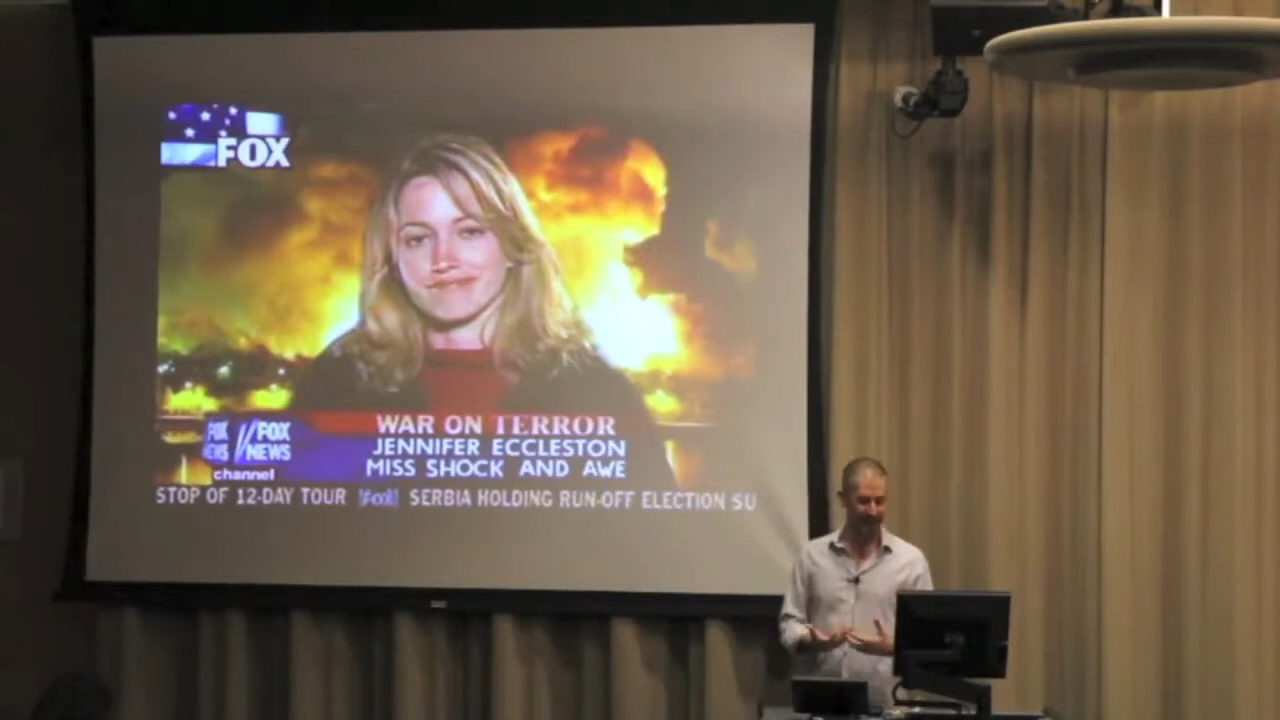 FOX
WAR ON TERROR
FOX NEWS channel
JENNIFER ECCLESTON
MISS SHOCK AND AWE
STOP OF 12-DAY TOUR SERBIA HOLDING RUN-OFF ELECTION SU